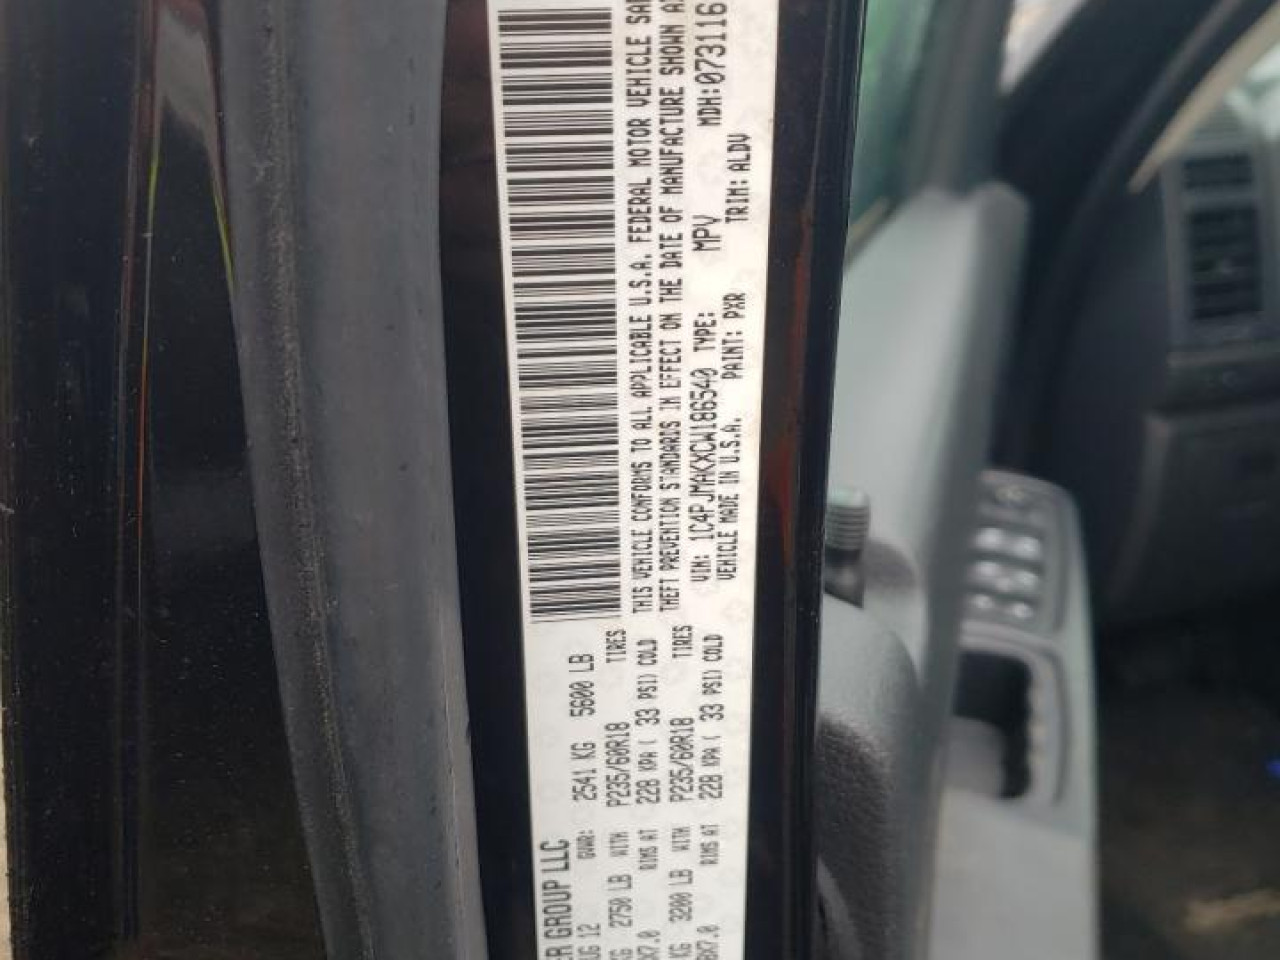 ER GROUP LLC
UG 12 GVWR: 2541 KG 5600 LB
KG 2750 LB WITH P235/60R18 TIRES
8X7.0 RIMS AT 228 KPA ( 33 PSI) COLD
KG 3200 LB WITH P235/60R18 TIRES
8X7.0 RIMS AT 228 KPA ( 33 PSI) COLD
THIS VEHICLE CONFORMS TO ALL APPLICABLE U.S.A. FEDERAL MOTOR VEHICLE SAF
THEFT PREVENTION STANDARDS IN EFFECT ON THE DATE OF MANUFACTURE SHOWN A
VIN: 1C4PJMAKXCW186540 TYPE: MPV MDH:073116
VEHICLE MADE IN U.S.A. PAINT: PXR TRIM: ALDV